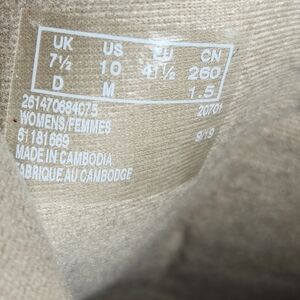 UK US EU CN
7½ 10 41½ 260
D M 1.5
261470684075 20701
WOMENS/FEMMES
61181669 9/19
MADE IN CAMBODIA
FABRIQUE AU CAMBODGE